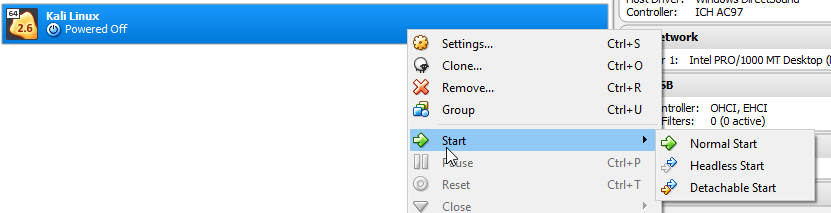 Host Driver: Windows DirectSound
Controller: ICH AC97
64
2.6
Kali Linux
Powered Off
Settings... Ctrl+S
Clone... Ctrl+O
Remove... Ctrl+R
Group Ctrl+U
Start
Pause Ctrl+P
Reset Ctrl+T
Close
Normal Start
Headless Start
Detachable Start
etwork
r 1: Intel PRO/1000 MT Desktop (
SB
ntroller: OHCI, EHCI
Filters: 0 (0 active)